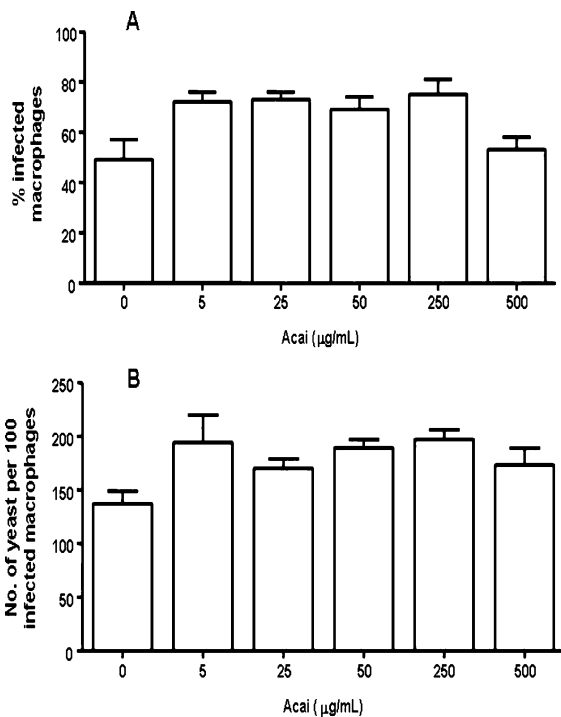 A
% infected
macrophages
100
80
60
40
20
0
0 5 25 50 250 500
Acai (µg/mL)
B
No. of yeast per 100
infected macrophages
250
200
150
100
50
0
0 5 25 50 250 500
Acai (µg/mL)